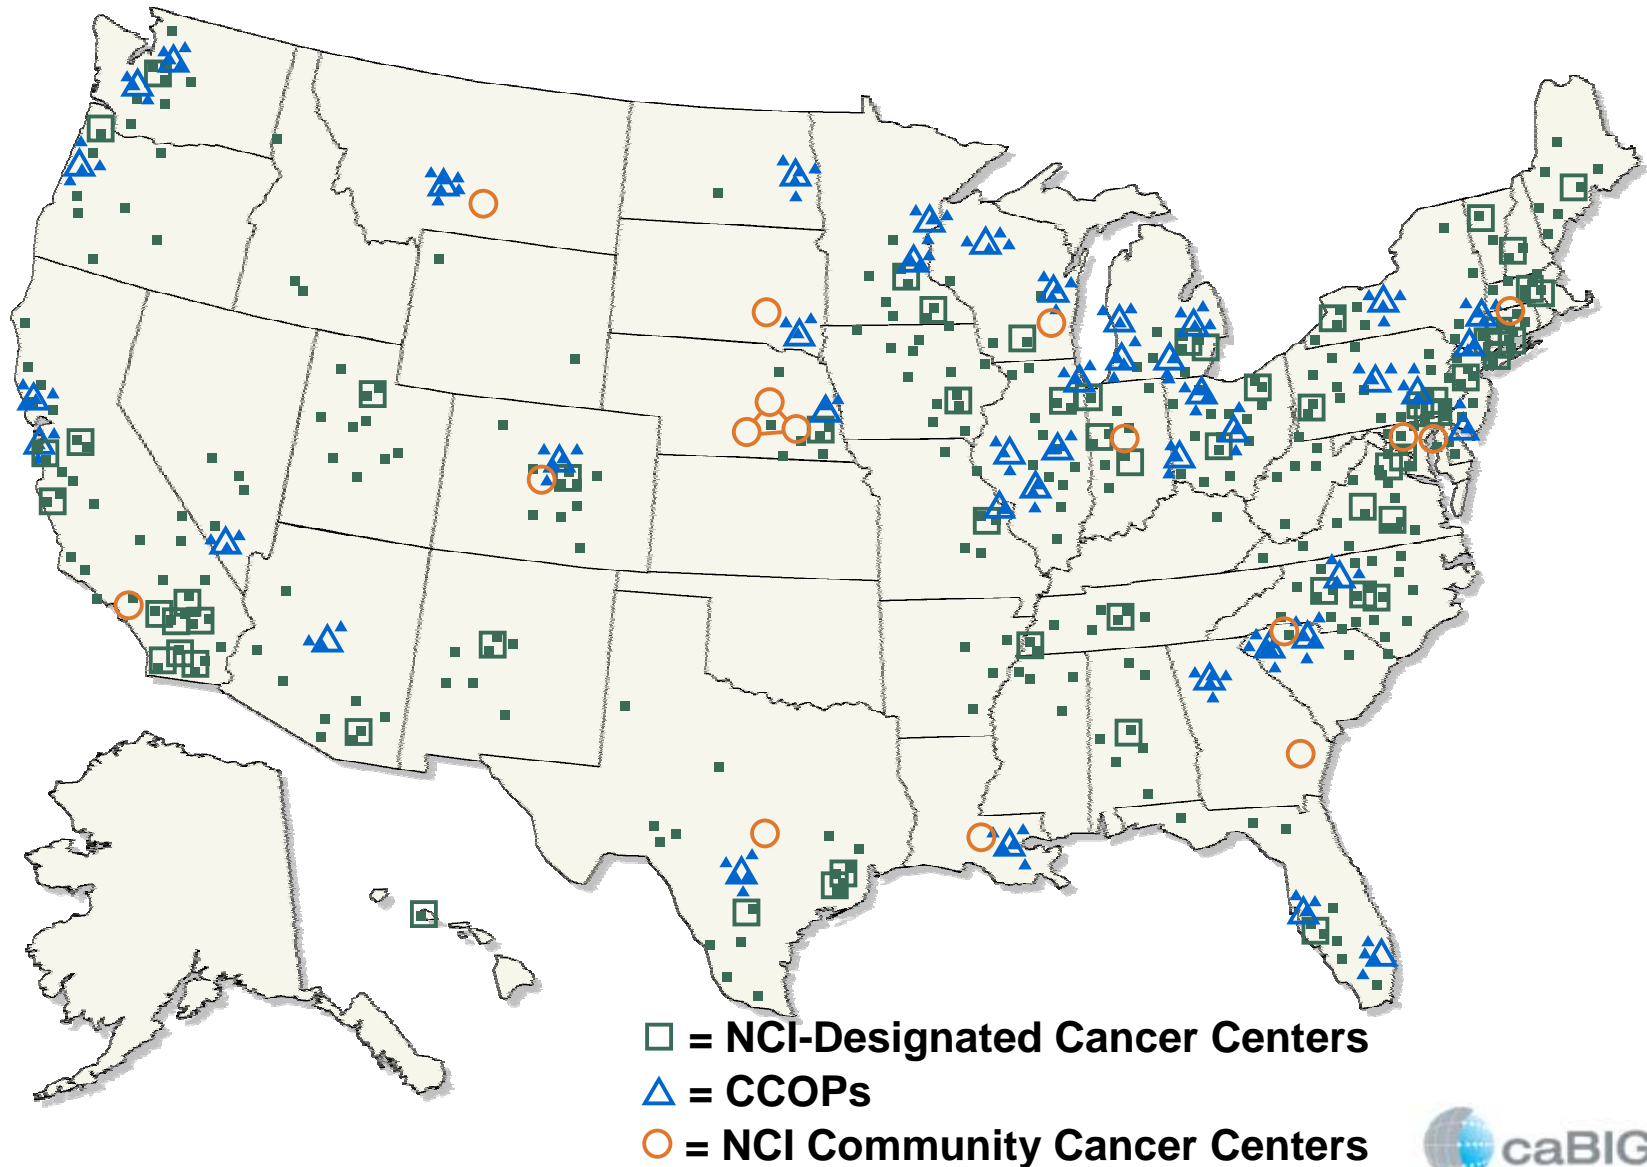 = NCI-Designated Cancer Centers
= CCOPs
= NCI Community Cancer Centers
caBIG